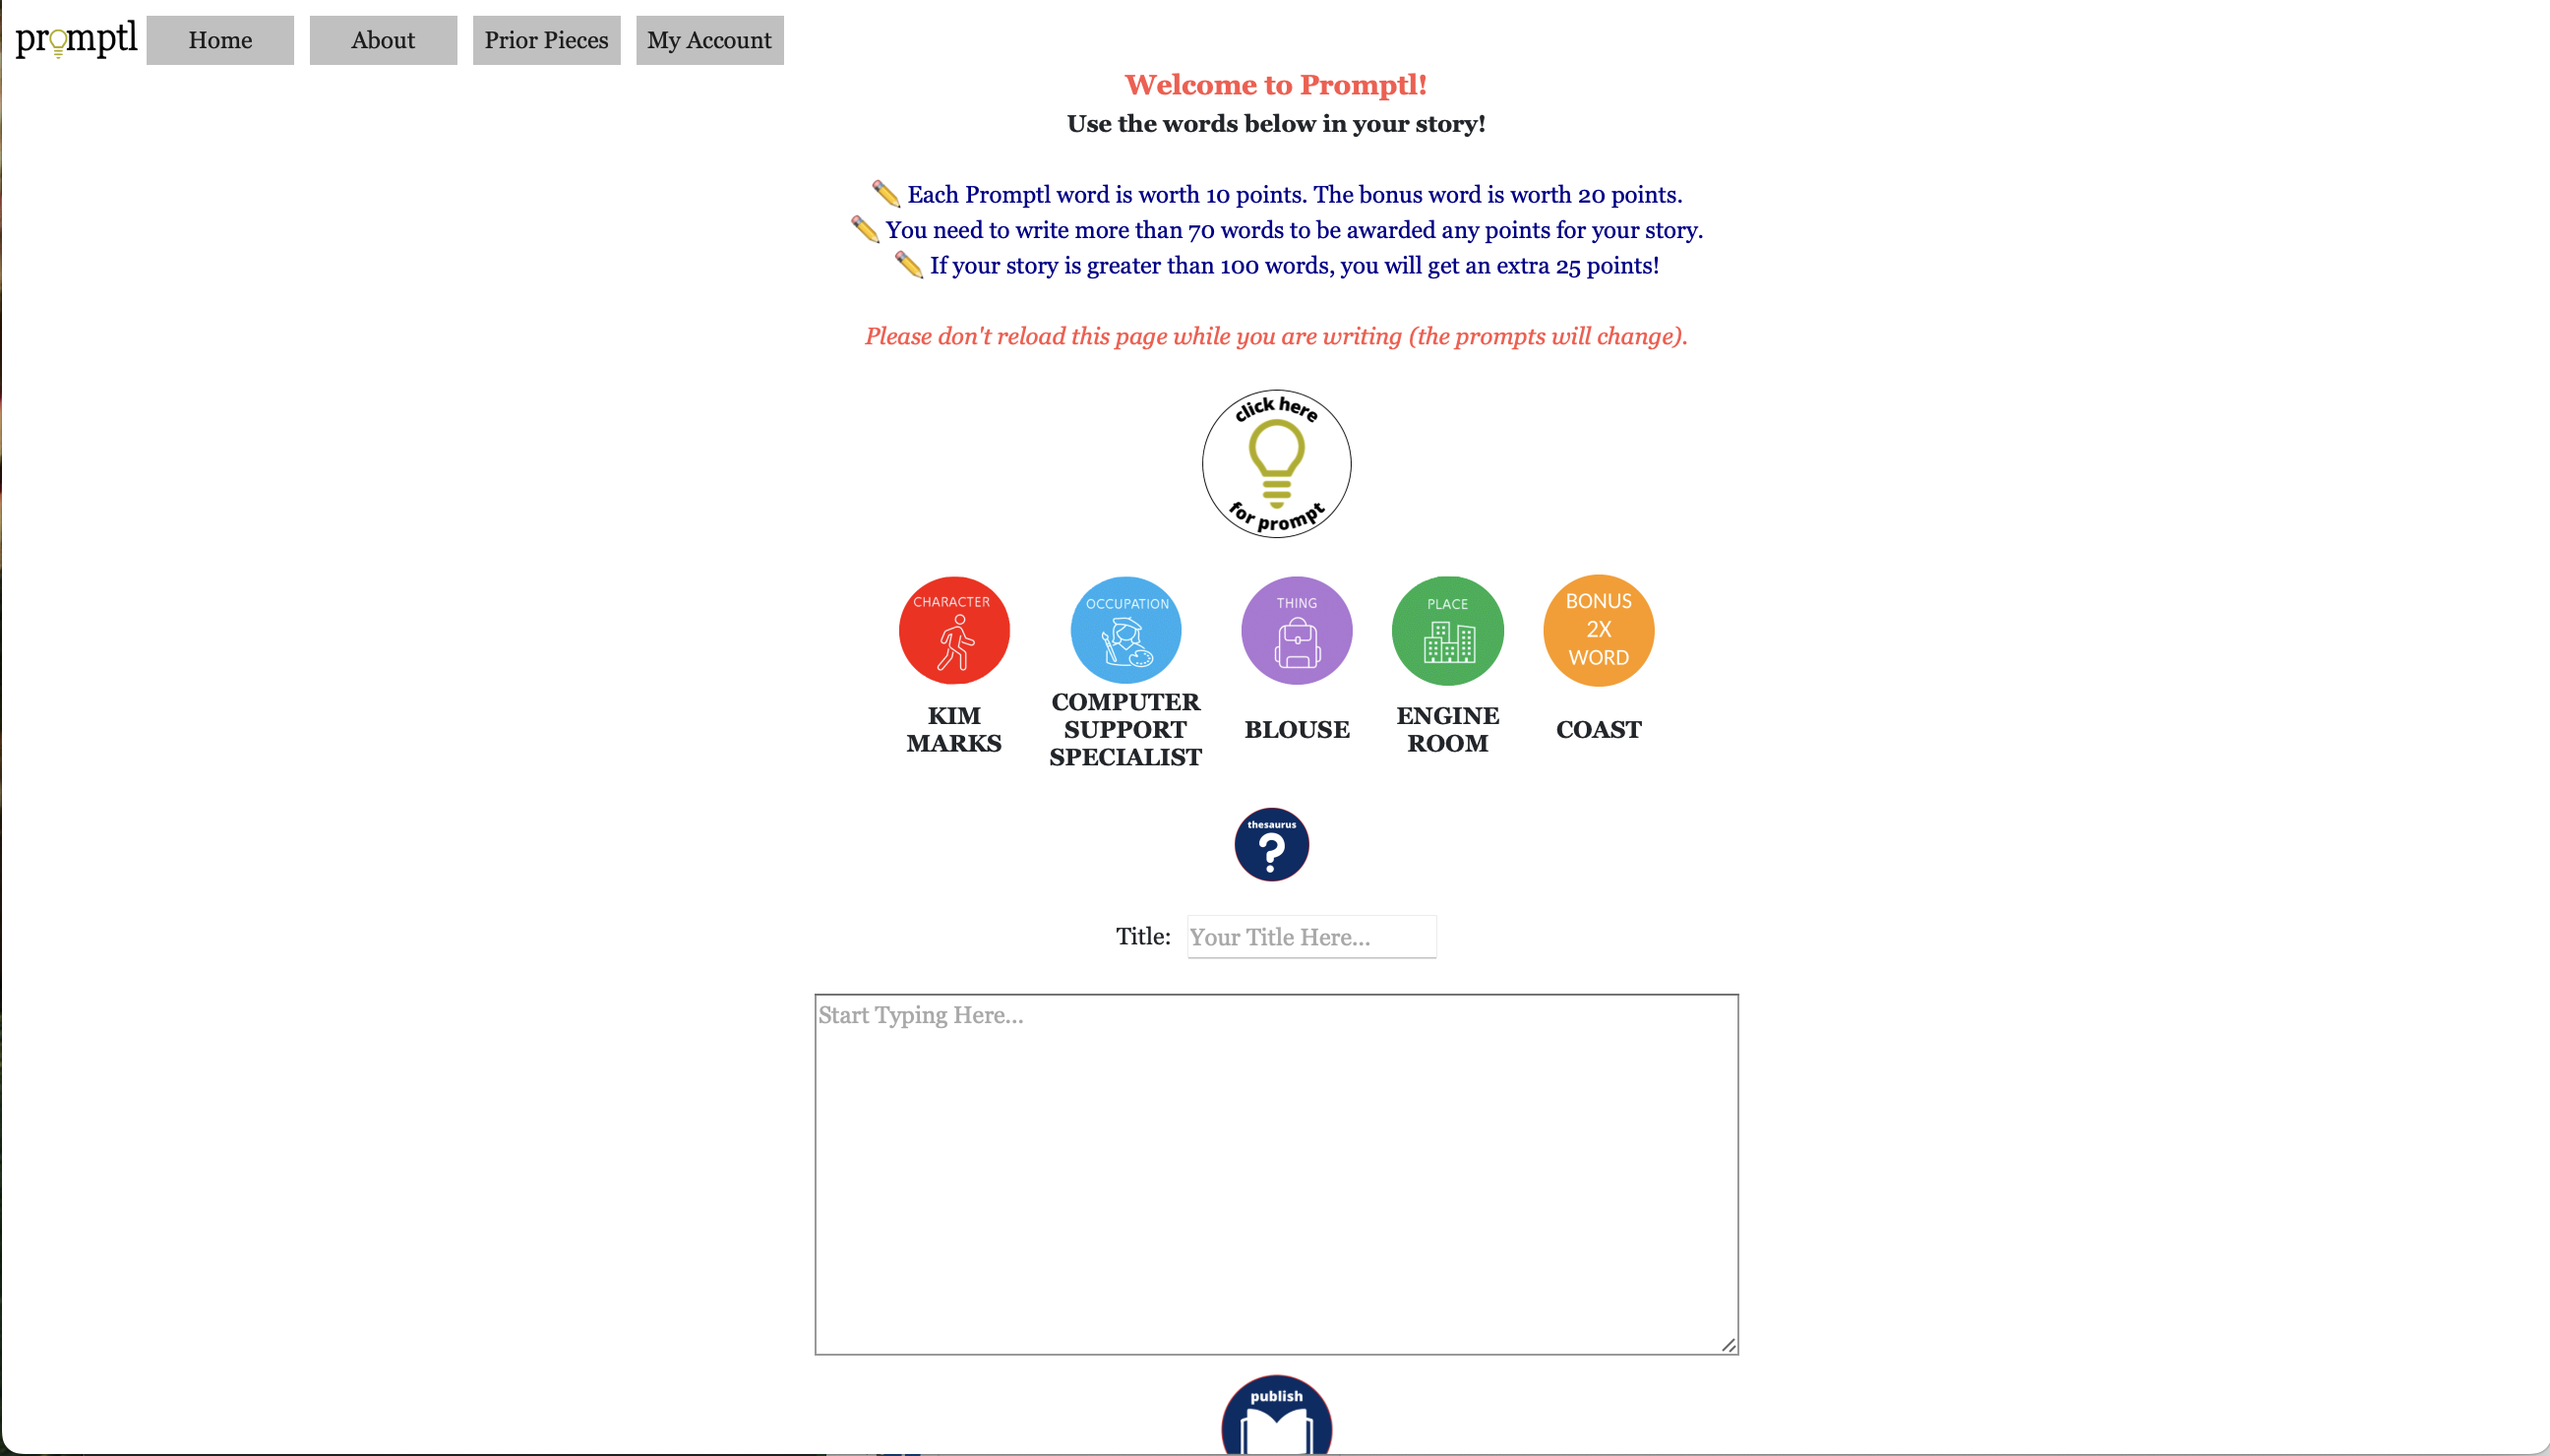 promptl Home About Prior Pieces My Account
Welcome to Promptl!
Use the words below in your story!
Each Promptl word is worth 10 points. The bonus word is worth 20 points.
You need to write more than 70 words to be awarded any points for your story.
If your story is greater than 100 words, you will get an extra 25 points!
Please don't reload this page while you are writing (the prompts will change).
click here
for prompt
CHARACTER
KIM
MARKS
OCCUPATION
COMPUTER
SUPPORT
SPECIALIST
THING
BLOUSE
PLACE
ENGINE
ROOM
BONUS
2X
WORD
COAST
thesaurus
?
Title: Your Title Here...
Start Typing Here...
publish